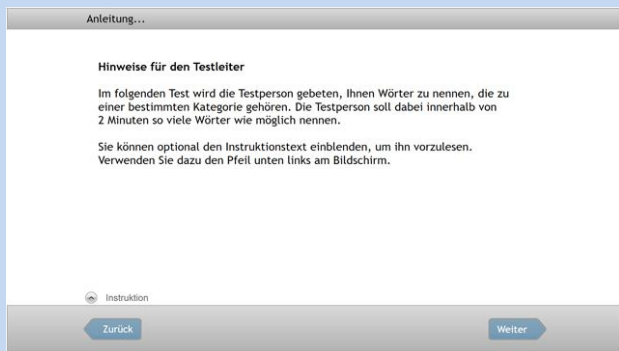 Anleitung...
Hinweise für den Testleiter
Im folgenden Test wird die Testperson gebeten, Ihnen Wörter zu nennen, die zu
einer bestimmten Kategorie gehören. Die Testperson soll dabei innerhalb von
2 Minuten so viele Wörter wie möglich nennen.
Sie können optional den Instruktionstext einblenden, um ihn vorzulesen.
Verwenden Sie dazu den Pfeil unten links am Bildschirm.
Instruktion
Zurück
Weiter